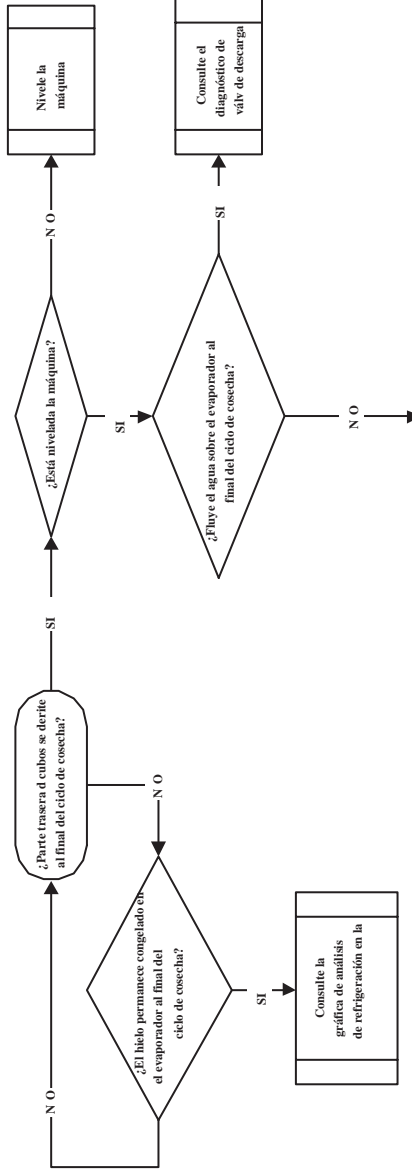 ¿Parte trasera d cubos se derite
al final del ciclo de cosecha?
SI
¿Está nivelada la máquina?
N O
Nivele la
máquina
SI
¿Fluye el agua sobre el evaporador al
final del ciclo de cosecha?
SI
Consulte el
diagnóstico de
válv de descarga
N O
N O
¿El hielo permanece congelado en
el evaporador al final del
ciclo de cosecha?
N O
SI
Consulte la
gráfica de análisis
de refrigeración en la